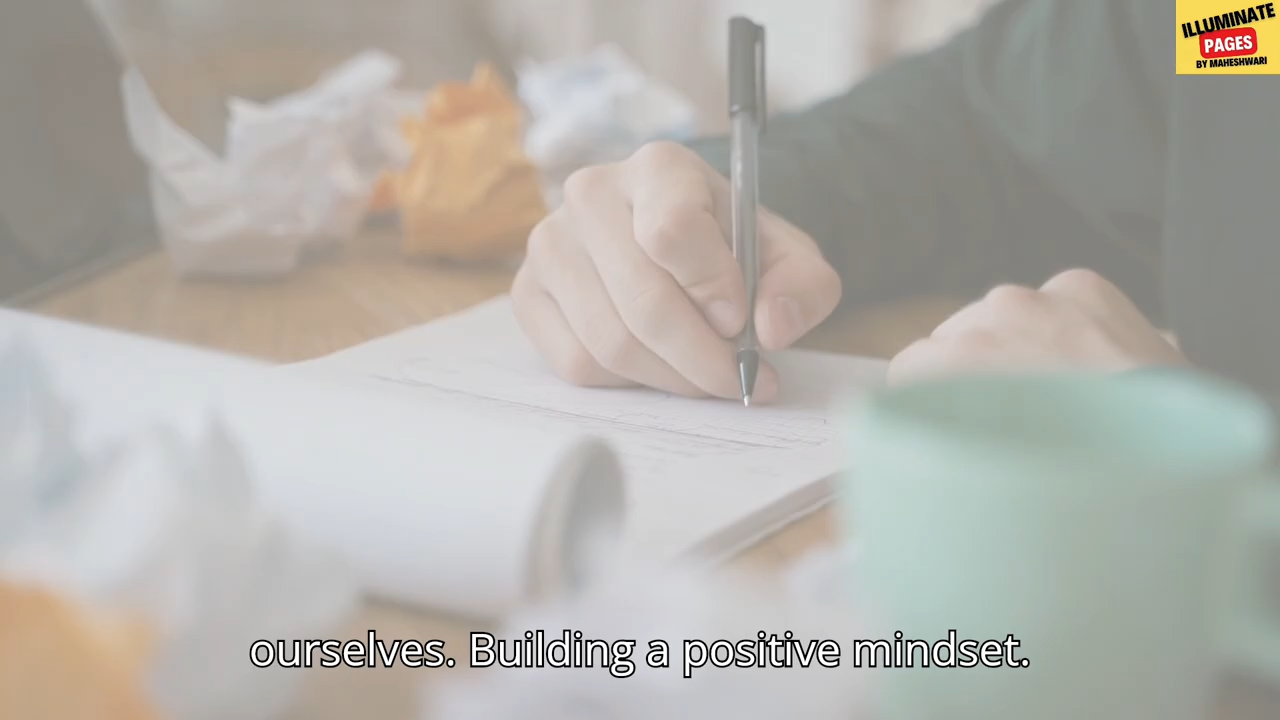 ILLUMINATE
PAGES
BY MAHESHWARI
ourselves. Building a positive mindset.